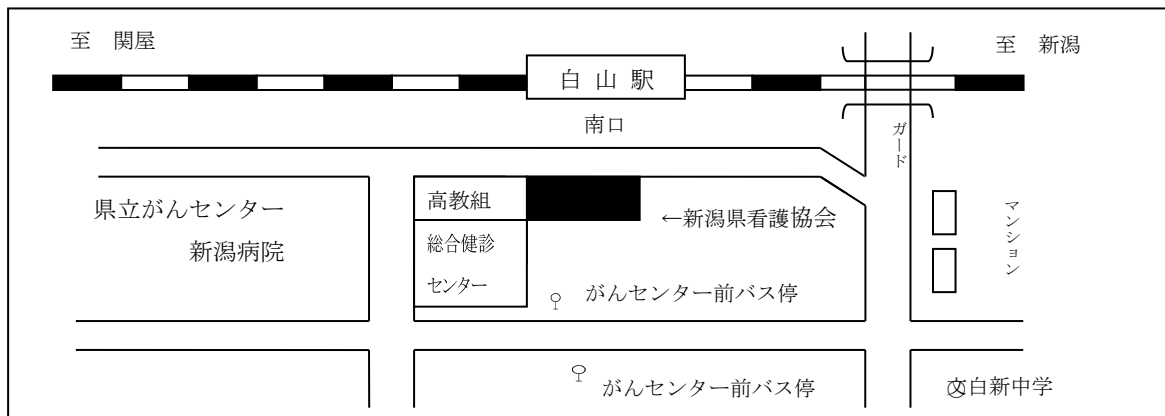 至　関屋
至　新潟
白 山 駅
南口
ガード
高教組
←新潟県看護協会
県立がんセンター
新潟病院
総合健診
センター
マンション
がんセンター前バス停
がんセンター前バス停
文白新中学